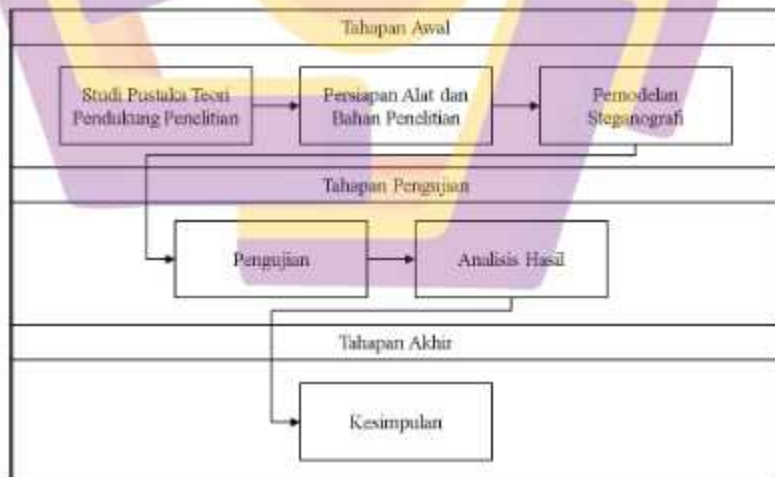 Tahapan Awal
Studi Pustaka Teori
Pendukung Penelitian
Persiapan Alat dan
Bahan Penelitian
Pemodelan
Steganografi
Tahapan Pengujian
Pengujian
Analisis Hasil
Tahapan Akhir
Kesimpulan